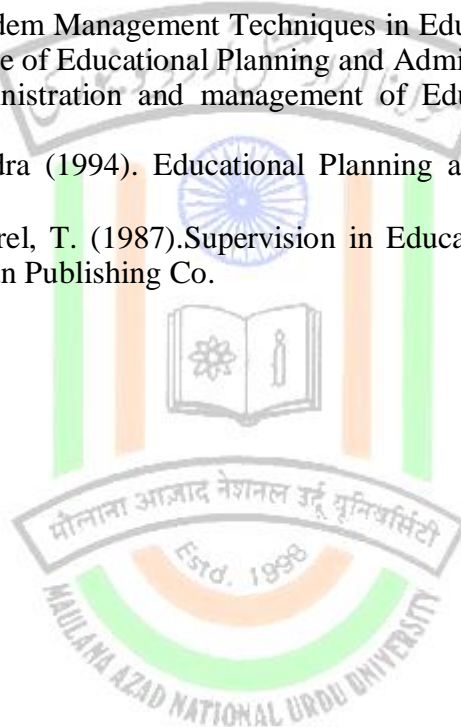 dem Management Techniques in Edu
e of Educational Planning and Admi
inistration and management of Edu
dra (1994). Educational Planning a
rel, T. (1987).Supervision in Educa
n Publishing Co.
मौलाना आज़ाद नेशनल उर्दू यूनिवर्सिटी
Estd. 1998
MAULANA AZAD NATIONAL URDU UNIVERSITY